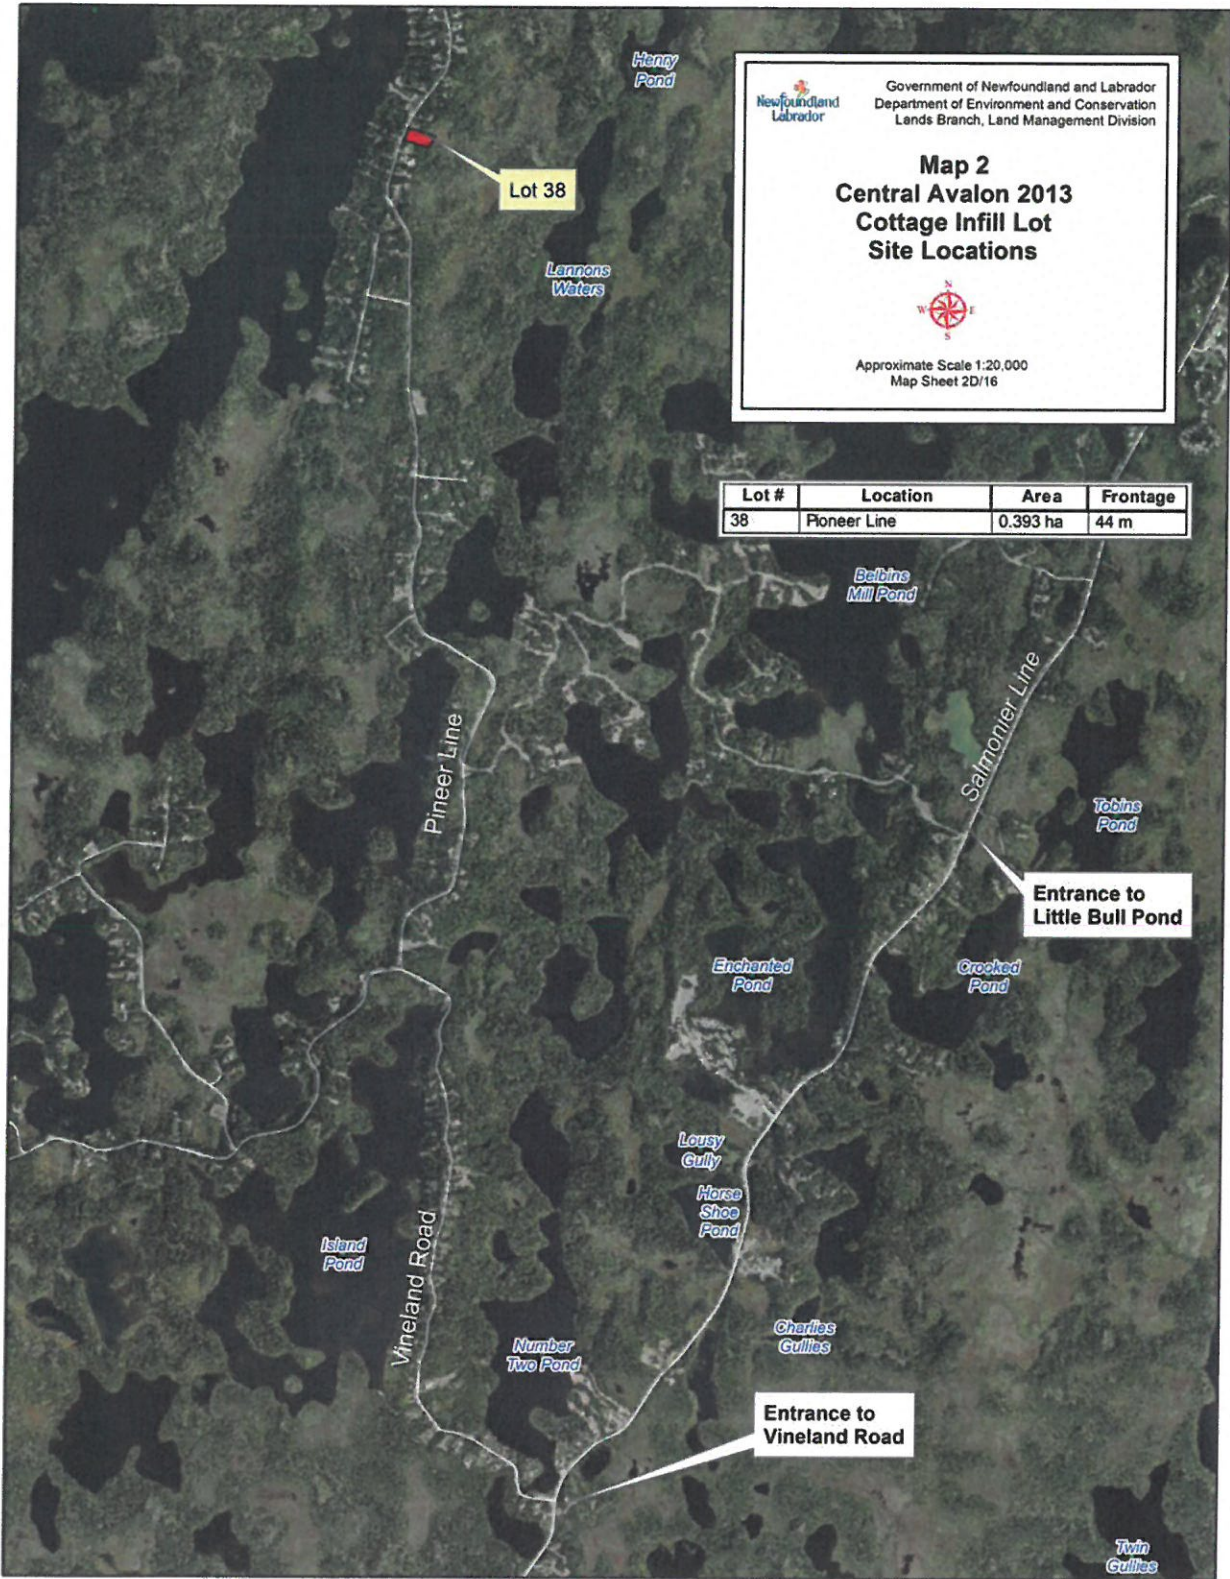 Henry
Pond
Newfoundland
Labrador
Government of Newfoundland and Labrador
Department of Environment and Conservation
Lands Branch, Land Management Division
Map 2
Central Avalon 2013
Cottage Infill Lot
Site Locations
N
W E
S
Approximate Scale 1:20,000
Map Sheet 2D/16
Lot 38
Lannons
Waters
Lot # Location Area Frontage
38 Pioneer Line 0.393 ha 44 m
Belbins
Mill Pond
Salmonier Line
Pineer Line
Tobins
Pond
Entrance to
Little Bull Pond
Enchanted
Pond
Crooked
Pond
Lousy
Gully
Horse
Shoe
Pond
Island
Pond
Vineland Road
Number
Two Pond
Charlies
Gullies
Entrance to
Vineland Road
Twin
Gullies